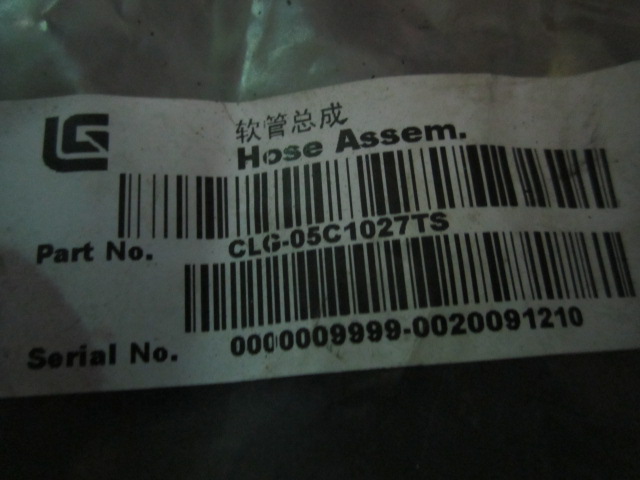 软管总成
Hose Assem.
Part No. CLG-05C1027TS
Serial No. 0000009999-0020091210